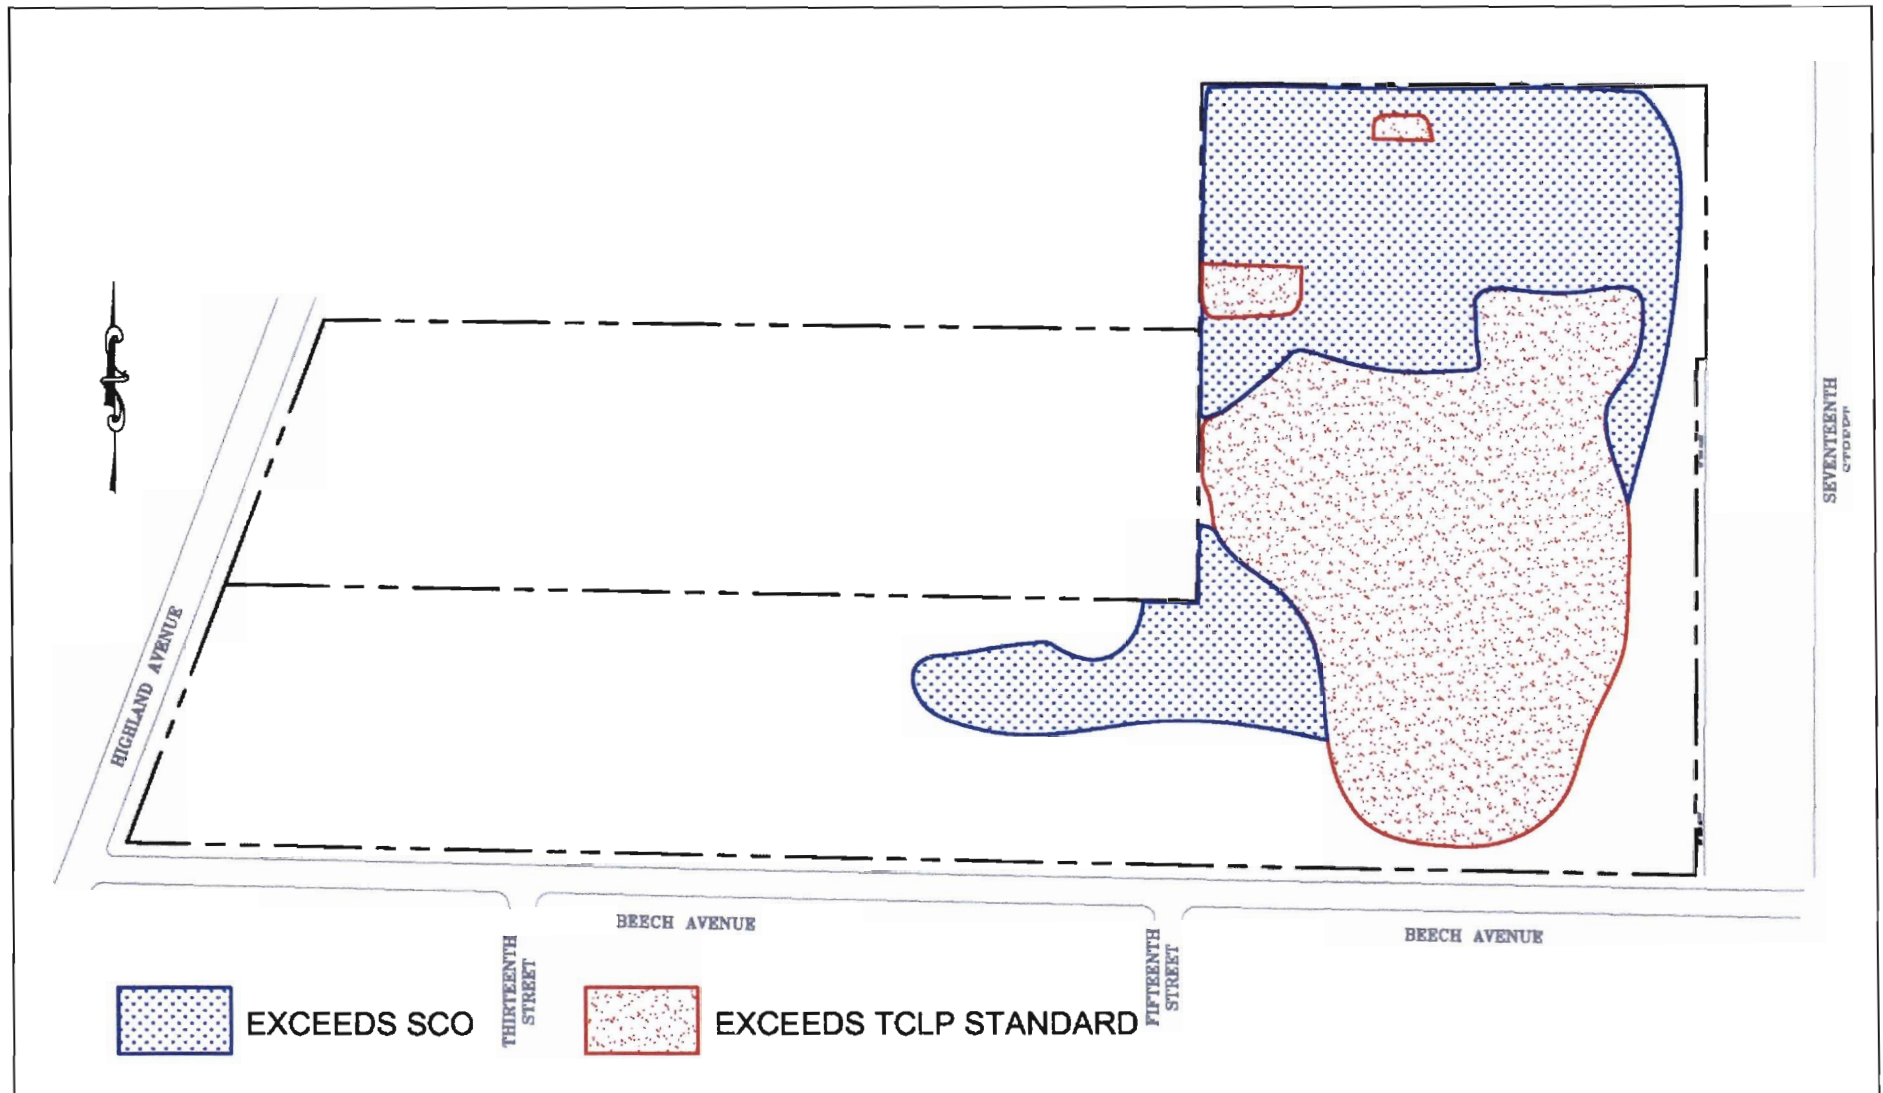 SEVENTEENTH
HIGHLAND AVENUE
BEECH AVENUE
BEECH AVENUE
THIRTEENTH
STREET
FIFTEENTH
STREET
EXCEEDS SCO
EXCEEDS TCLP STANDARD